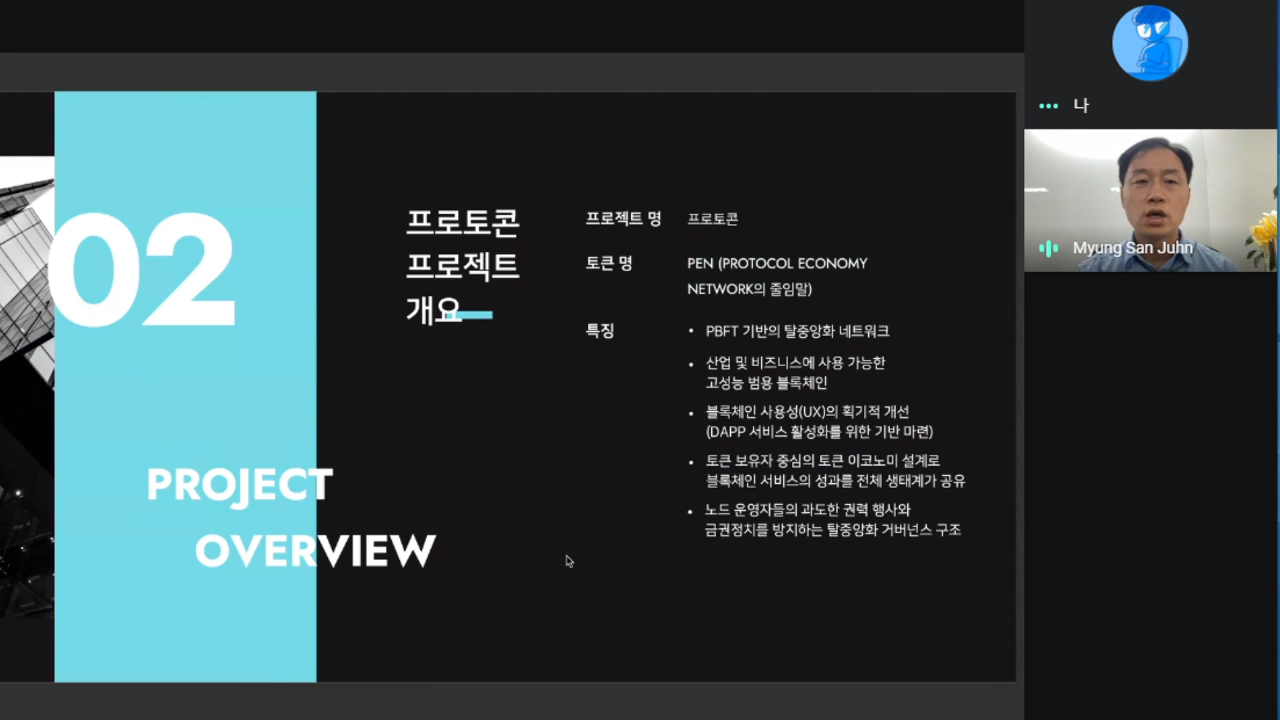 02
PROJECT
OVERVIEW
프로토콘
프로젝트
개요
프로젝트 명
프로토콘
토큰 명
PEN (PROTOCOL ECONOMY
NETWORK의 줄임말)
특징
• PBFT 기반의 탈중앙화 네트워크
• 산업 및 비즈니스에 사용 가능한
고성능 범용 블록체인
• 블록체인 사용성(UX)의 획기적 개선
(DAPP 서비스 활성화를 위한 기반 마련)
• 토큰 보유자 중심의 토큰 이코노미 설계로
블록체인 서비스의 성과를 전체 생태계가 공유
• 노드 운영자들의 과도한 권력 행사와
금권정치를 방지하는 탈중앙화 거버넌스 구조
나
Myung San Juhn